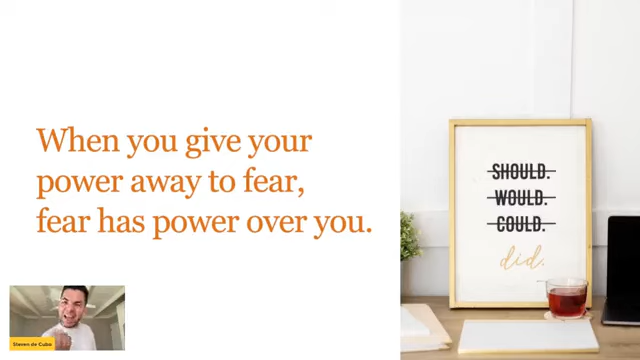 When you give your
power away to fear,
fear has power over you.
SHOULD.
WOULD.
COULD.
did.
Steven de Cuba